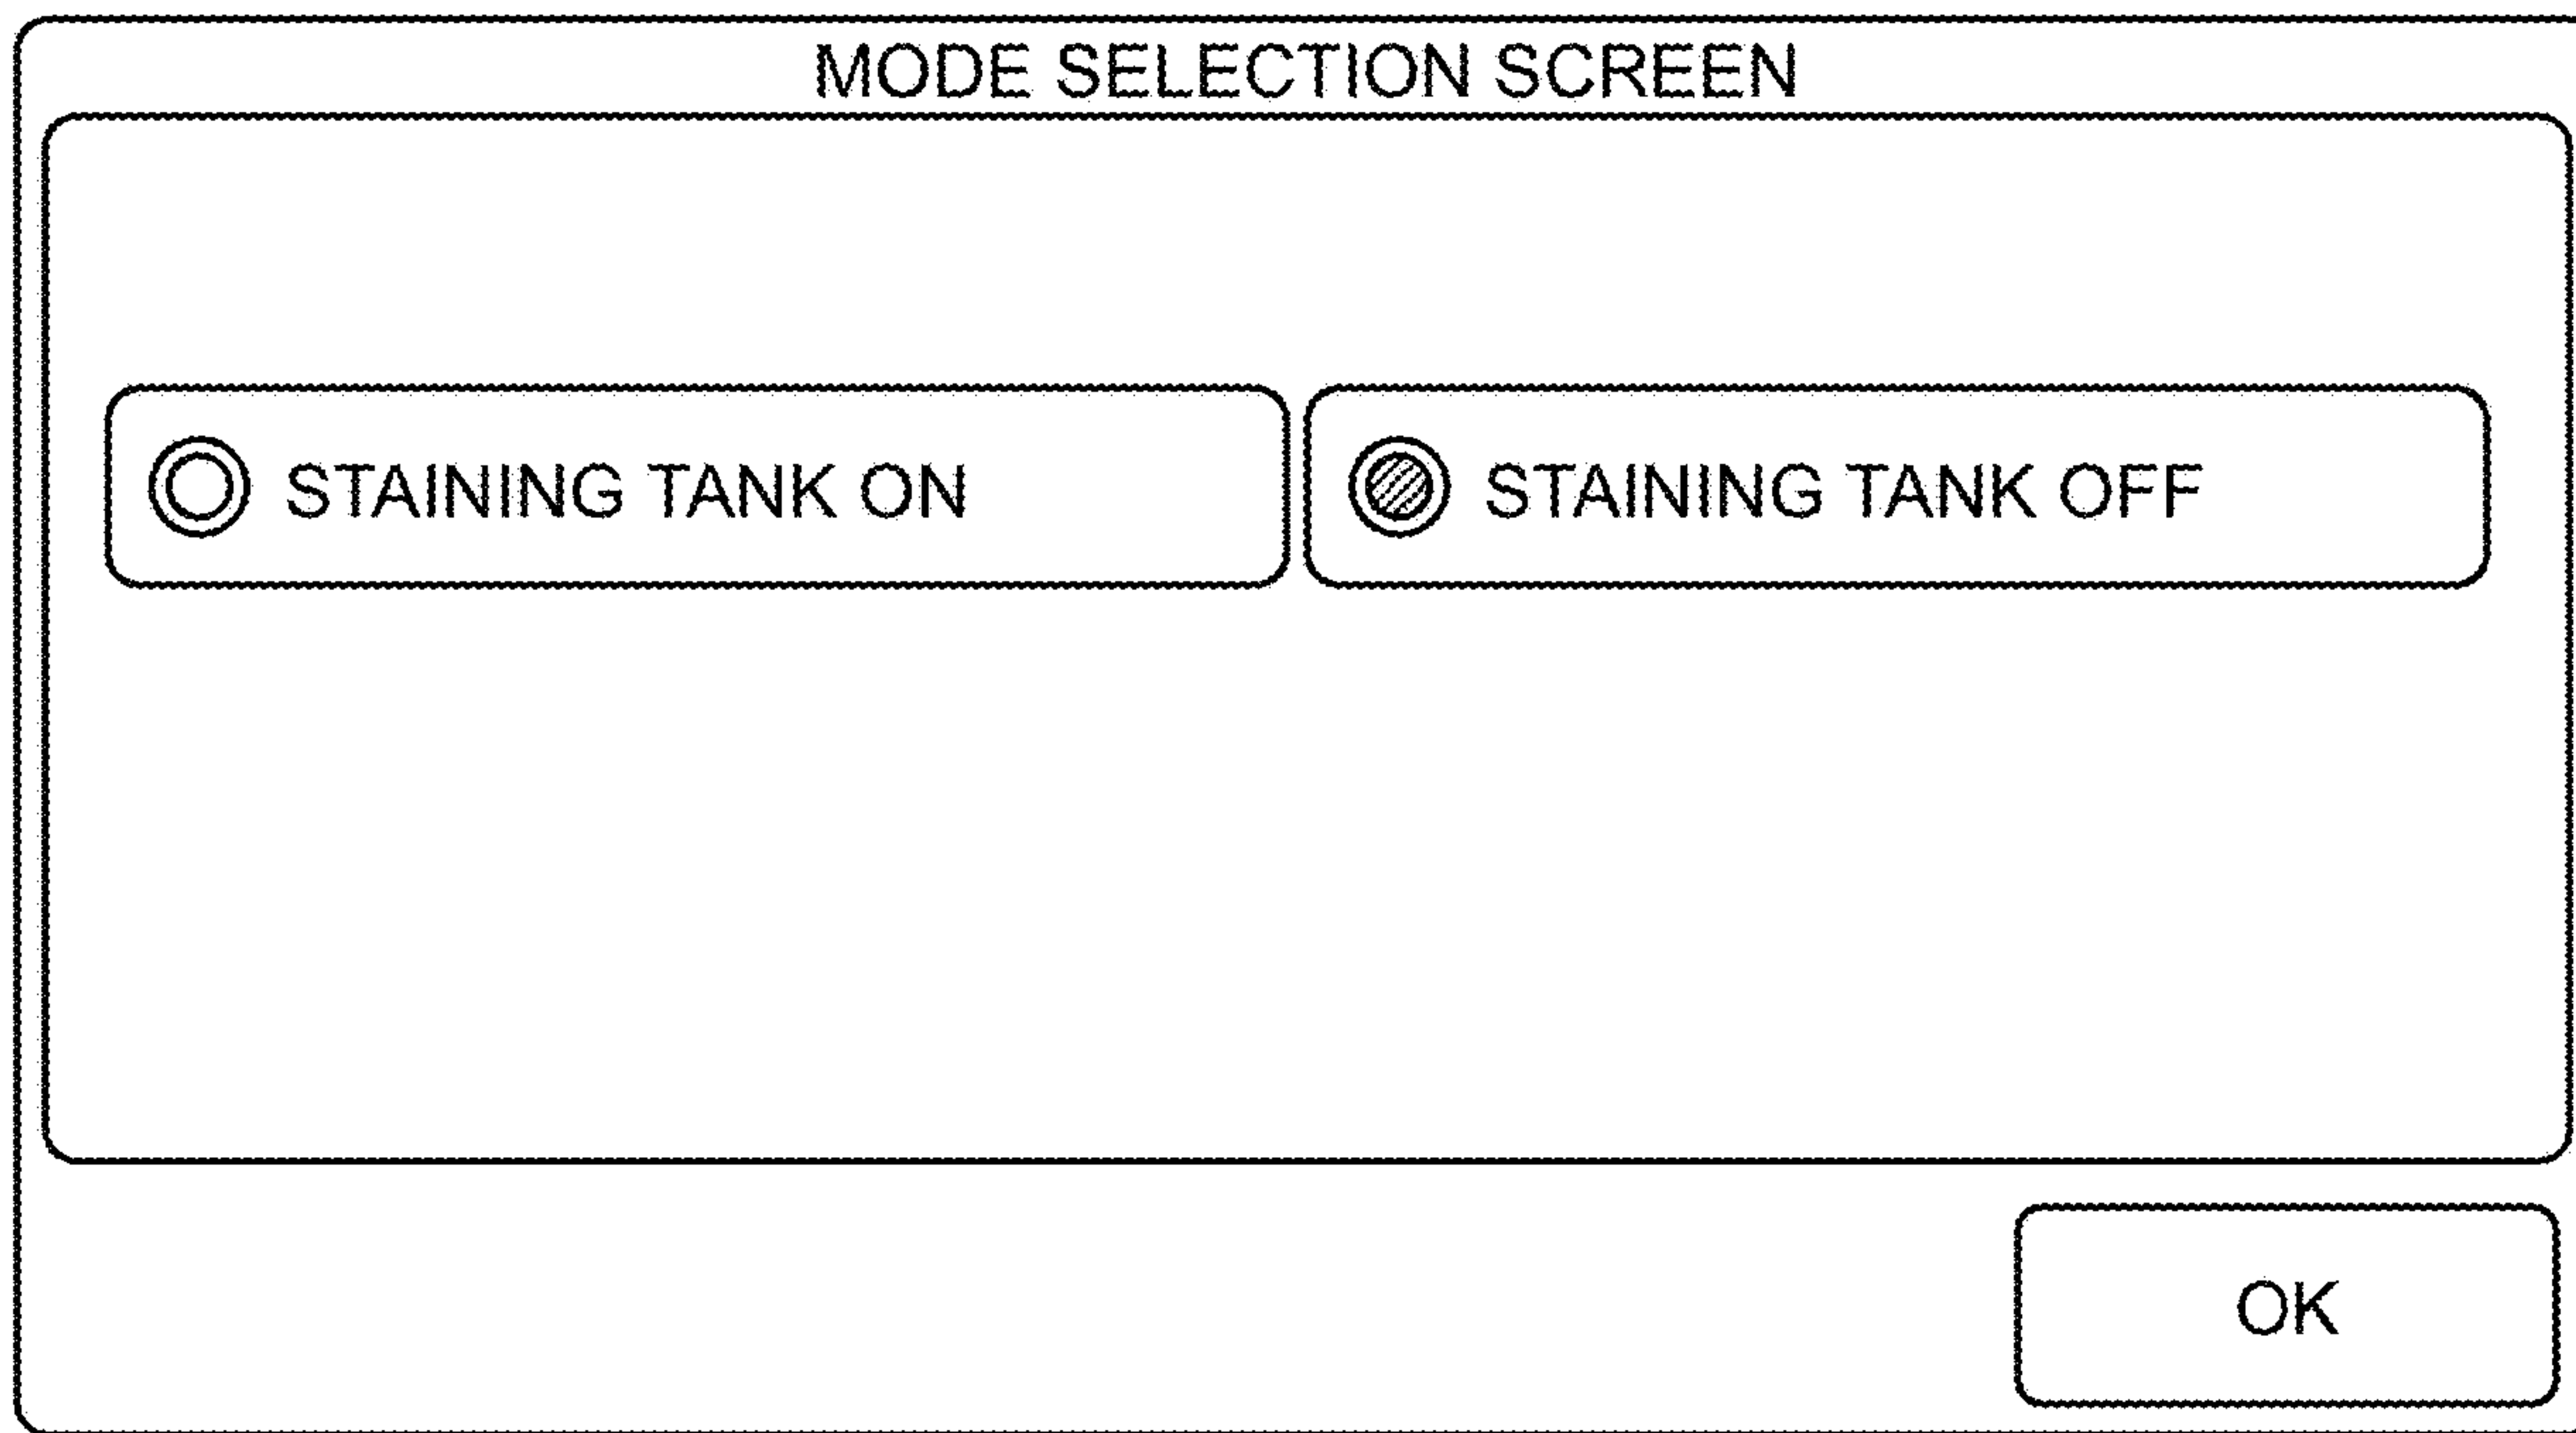 MODE SELECTION SCREEN
STAINING TANK ON
STAINING TANK OFF
OK